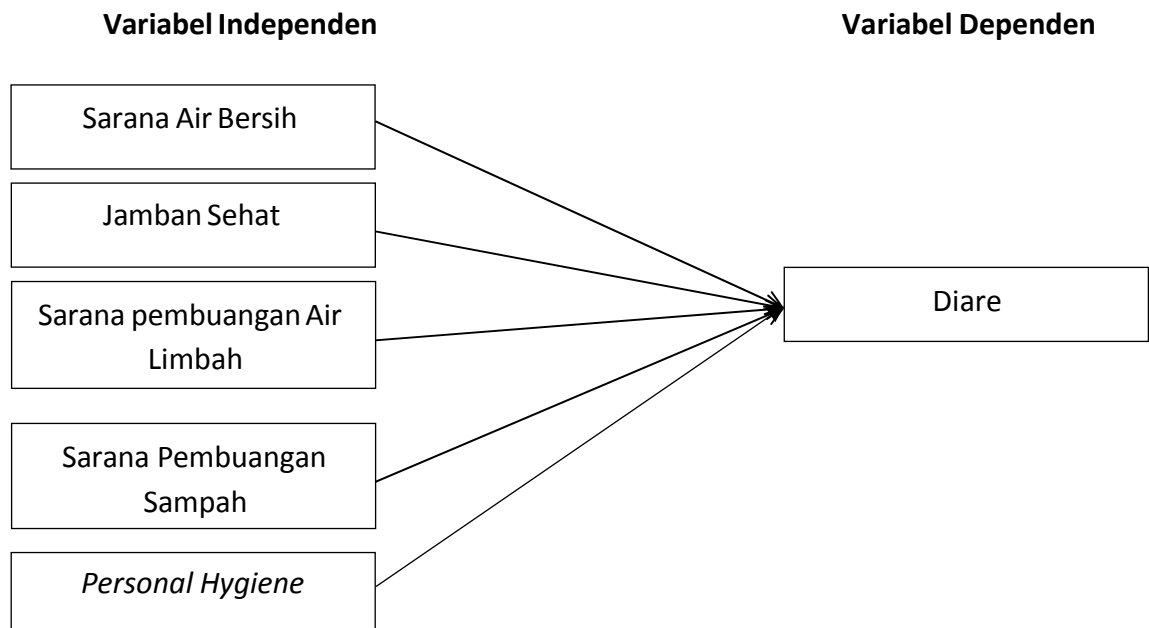 Variabel Independen
Variabel Dependen
Sarana Air Bersih
Jamban Sehat
Sarana pembuangan Air
Limbah
Sarana Pembuangan
Sampah
Personal Hygiene
Diare